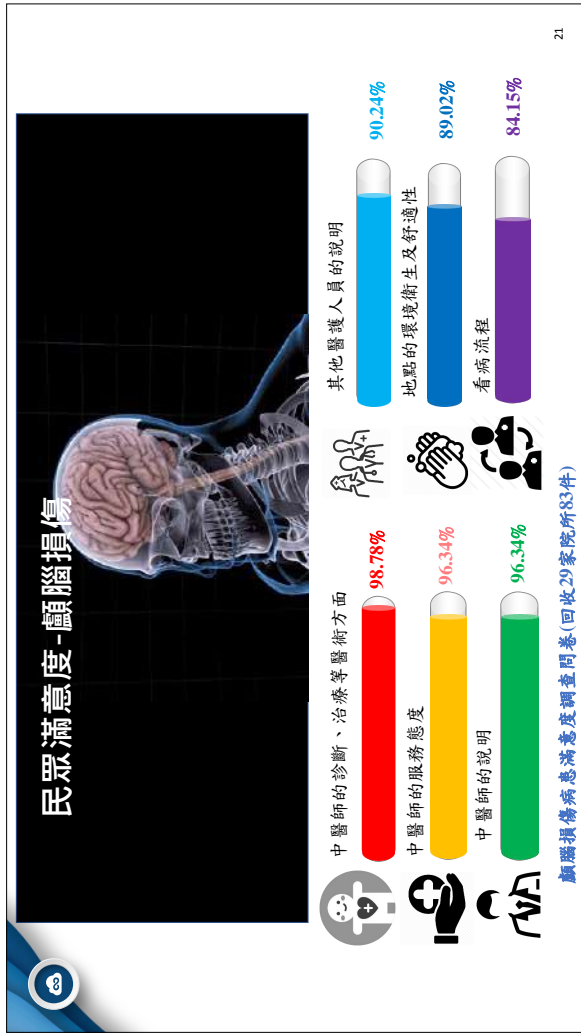 民眾滿意度-顱腦損傷
中醫師的診斷、治療等醫術方面
98.78%
中醫師的服務態度
96.34%
中醫師的說明
96.34%
其他醫護人員的說明
90.24%
地點的環境衛生及舒適性
89.02%
看病流程
84.15%
顱腦損傷病患滿意度調查問卷(回收29家院所83件)
21